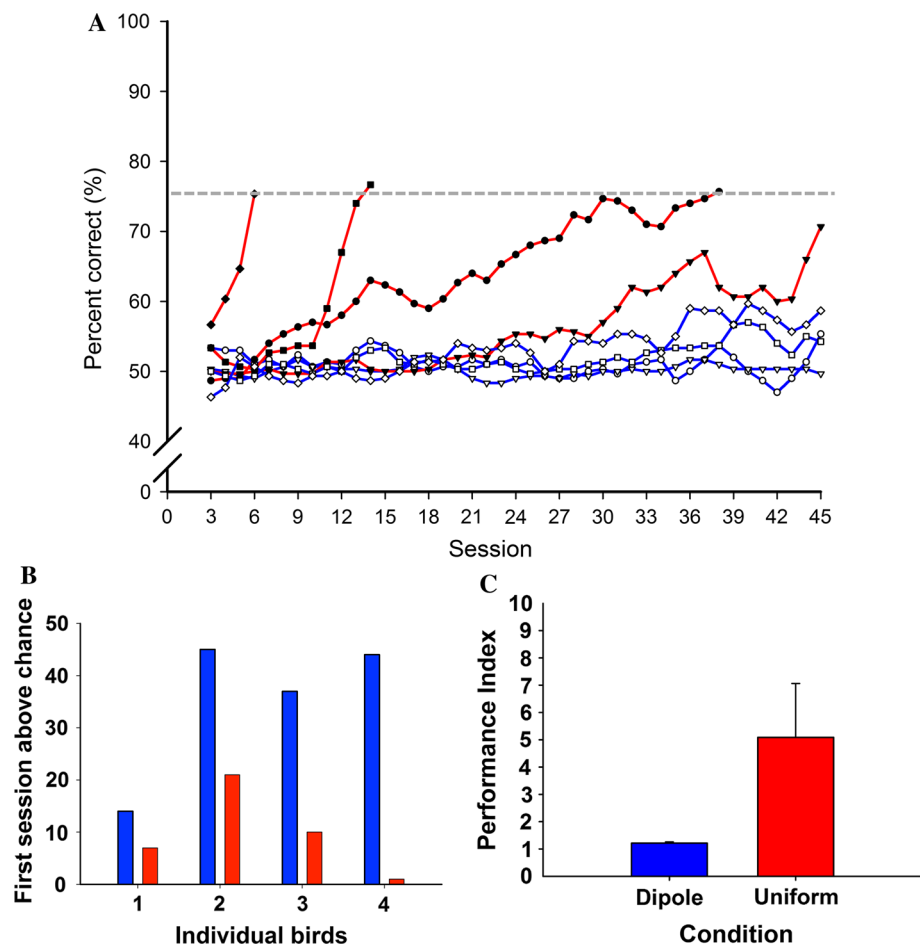 A
Percent correct (%)
100
90
80
70
60
50
40
0
0 3 6 9 12 15 18 21 24 27 30 33 36 39 42 45
Session
B
First session above chance
50
40
30
20
10
0
1 2 3 4
Individual birds
C
Performance Index
10
9
8
7
6
5
4
3
2
1
0
Dipole Uniform
Condition